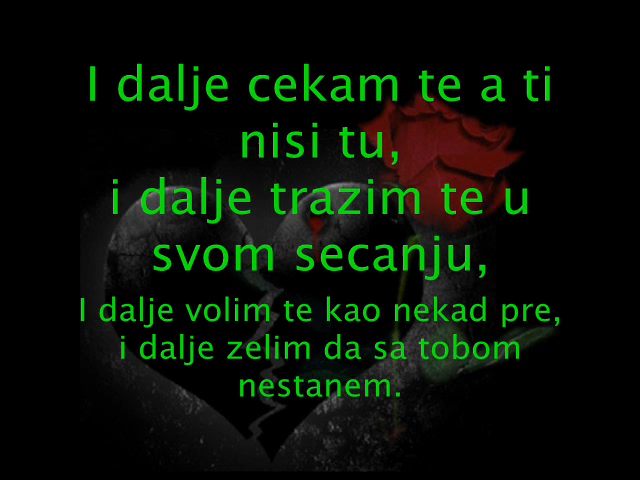 I dalje cekam te a ti
nisi tu,
i dalje trazim te u
svom secanju,
I dalje volim te kao nekad pre,
i dalje zelim da sa tobom
nestanem.